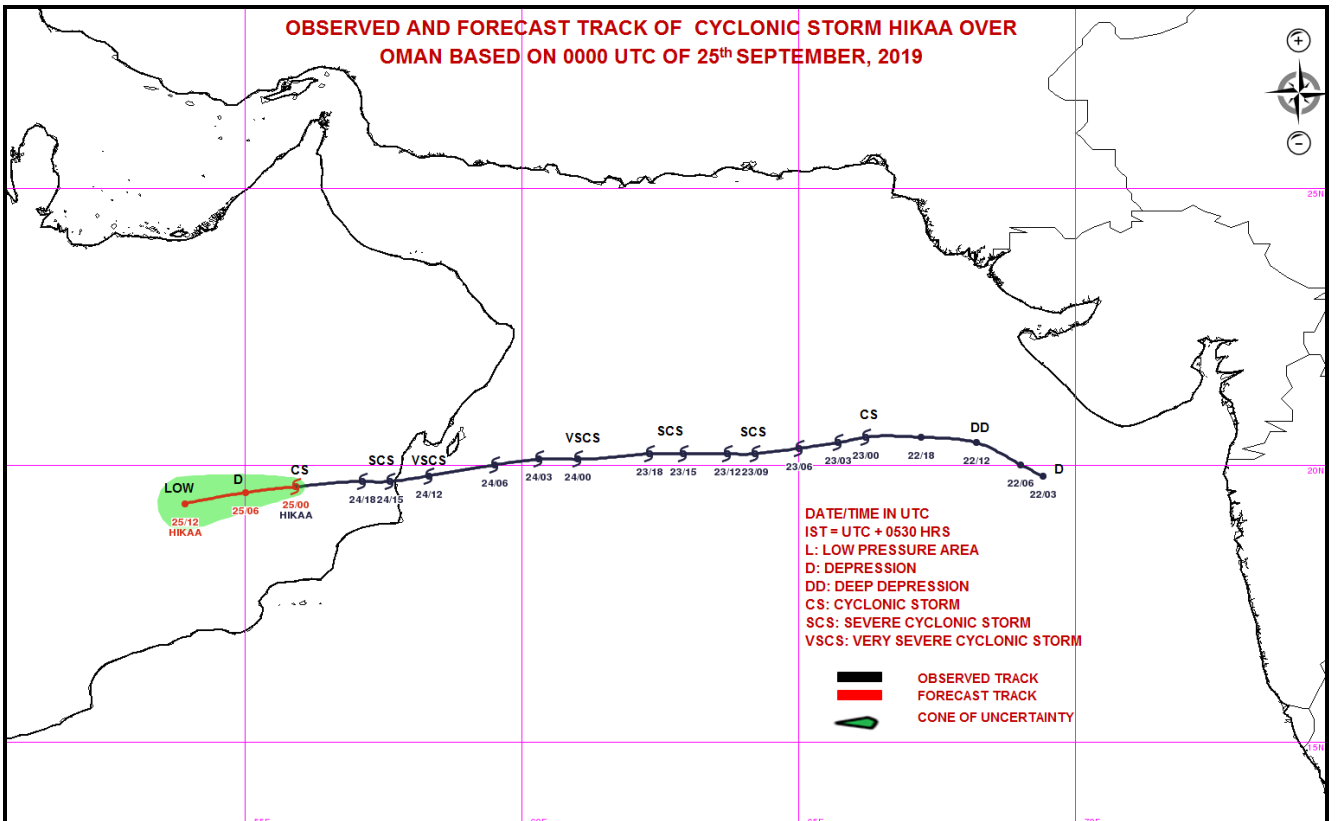 OBSERVED AND FORECAST TRACK OF CYCLONIC STORM HIKAA OVER
OMAN BASED ON 0000 UTC OF 25th SEPTEMBER, 2019
+
−
25N
CS
DD
SCS
SCS
VSCS
SCS
VSCS
CS
D
D
LOW
20N
23/03
23/00
22/18
22/12
22/06
22/03
23/18
23/15
23/12
23/09
23/06
24/06
24/03
24/00
24/18
24/15
24/12
25/00
HIKAA
25/06
25/12
HIKAA
DATE/TIME IN UTC
IST = UTC + 0530 HRS
L: LOW PRESSURE AREA
D: DEPRESSION
DD: DEEP DEPRESSION
CS: CYCLONIC STORM
SCS: SEVERE CYCLONIC STORM
VSCS: VERY SEVERE CYCLONIC STORM
OBSERVED TRACK
FORECAST TRACK
CONE OF UNCERTAINTY
15N